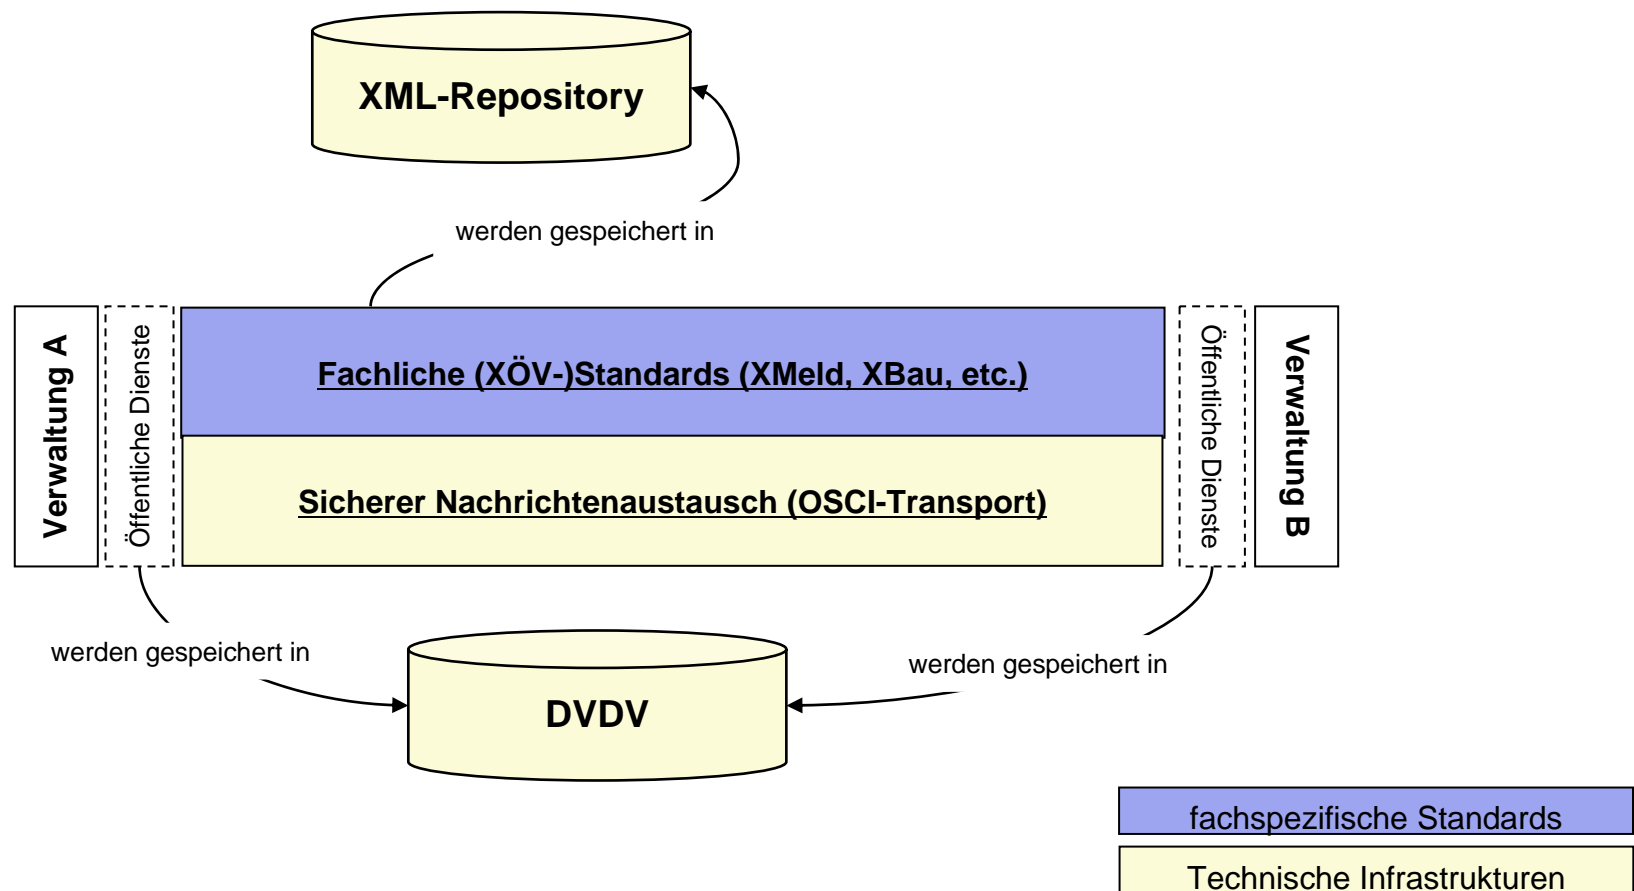 XML-Repository
werden gespeichert in
Verwaltung A
Öffentliche Dienste
Fachliche (XÖV-)Standards (XMeld, XBau, etc.)
Sicherer Nachrichtenaustausch (OSCI-Transport)
Öffentliche Dienste
Verwaltung B
werden gespeichert in
werden gespeichert in
DVDV
fachspezifische Standards
Technische Infrastrukturen